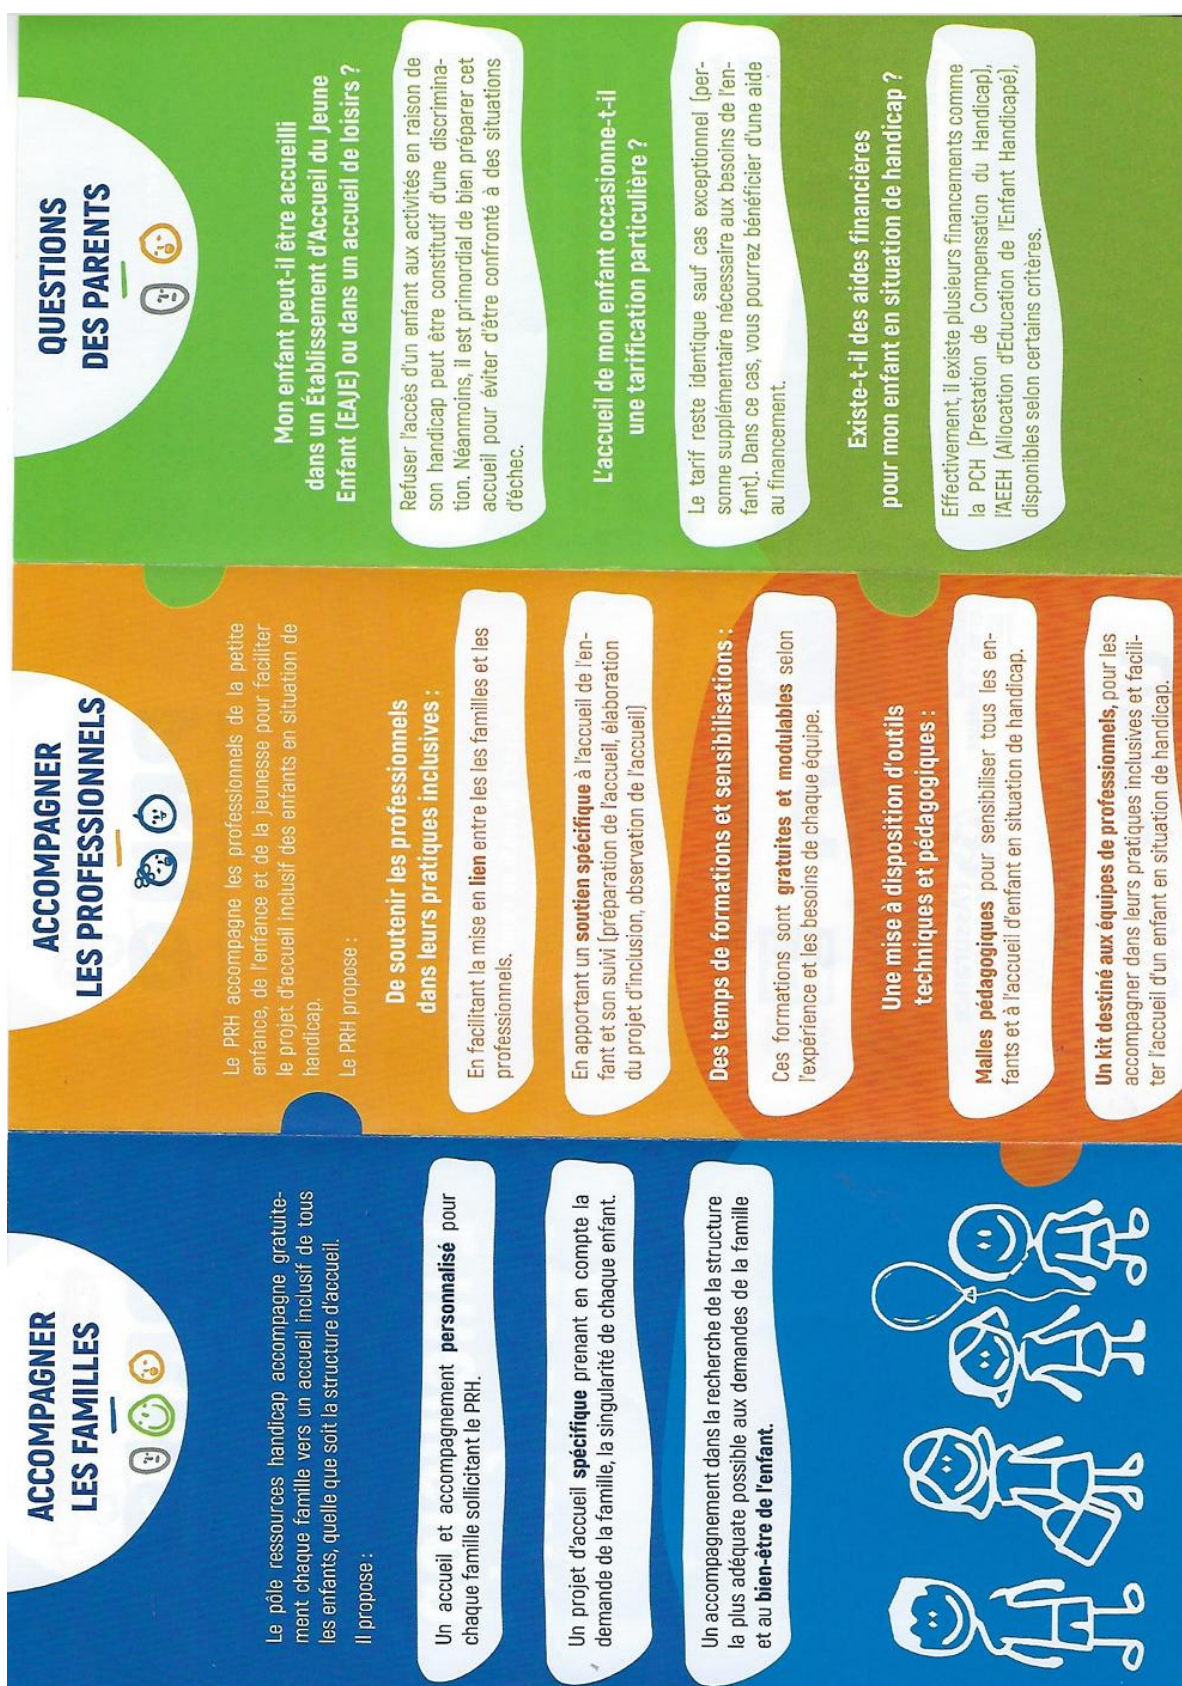 ACCOMPAGNER
LES FAMILLES
Le pôle ressources handicap accompagne gratuite-
ment chaque famille vers un accueil inclusif de tous
les enfants, quelle que soit la structure d'accueil.
Il propose :
Un accueil et accompagnement personnalisé pour
chaque famille sollicitant le PRH.
Un projet d'accueil spécifique prenant en compte la
demande de la famille, la singularité de chaque enfant.
Un accompagnement dans la recherche de la structure
la plus adéquate possible aux demandes de la famille
et au bien-être de l'enfant.
ACCOMPAGNER
LES PROFESSIONNELS
Le PRH accompagne les professionnels de la petite
enfance, de l'enfance et de la jeunesse pour faciliter
le projet d'accueil inclusif des enfants en situation de
handicap.
Le PRH propose :
De soutenir les professionnels
dans leurs pratiques inclusives :
En facilitant la mise en lien entre les familles et les
professionnels.
En apportant un soutien spécifique à l'accueil de l'en-
fant et son suivi (préparation de l'accueil, élaboration
du projet d'inclusion, observation de l'accueil)
Des temps de formations et sensibilisations :
Ces formations sont gratuites et modulables selon
l'expérience et les besoins de chaque équipe.
Une mise à disposition d'outils
techniques et pédagogiques :
Malles pédagogiques pour sensibiliser tous les en-
fants et à l'accueil d'enfant en situation de handicap.
Un kit destiné aux équipes de professionnels, pour les
accompagner dans leurs pratiques inclusives et facili-
ter l'accueil d'un enfant en situation de handicap.
QUESTIONS
DES PARENTS
Mon enfant peut-il être accueilli
dans un Établissement d'Accueil du Jeune
Enfant (EAJE) ou dans un accueil de loisirs ?
Refuser l'accès d'un enfant aux activités en raison de
son handicap peut être constitutif d'une discrimina-
tion. Néanmoins, il est primordial de bien préparer cet
accueil pour éviter d'être confronté à des situations
d'échec.
L'accueil de mon enfant occasionne-t-il
une tarification particulière ?
Le tarif reste identique sauf cas exceptionnel (per-
sonne supplémentaire nécessaire aux besoins de l'en-
fant). Dans ce cas, vous pourrez bénéficier d'une aide
au financement.
Existe-t-il des aides financières
pour mon enfant en situation de handicap ?
Effectivement, il existe plusieurs financements comme
la PCH (Prestation de Compensation du Handicap),
l'AEEH (Allocation d'Education de l'Enfant Handicapé),
disponibles selon certains critères.